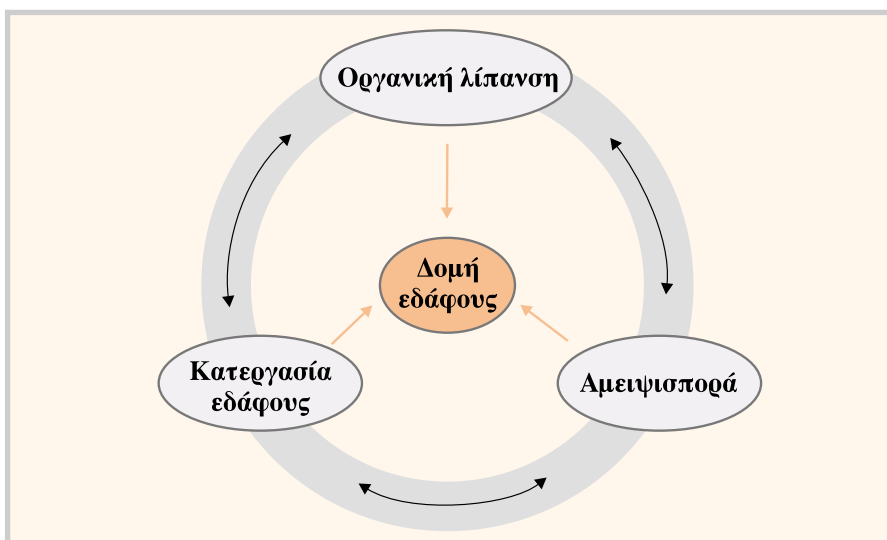 Οργανική λίπανση
Δομή
εδάφους
Κατεργασία
εδάφους
Αμειψισπορά